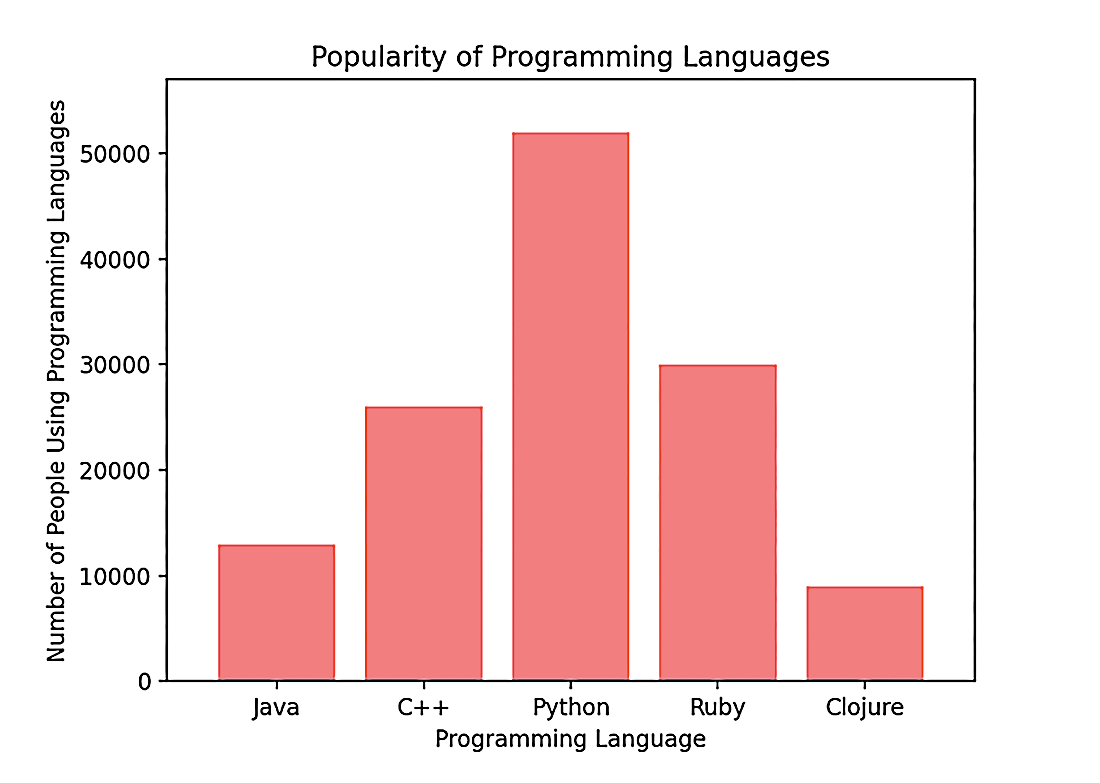 Popularity of Programming Languages
Number of People Using Programming Languages
50000
40000
30000
20000
10000
0
Java C++ Python Ruby Clojure
Programming Language